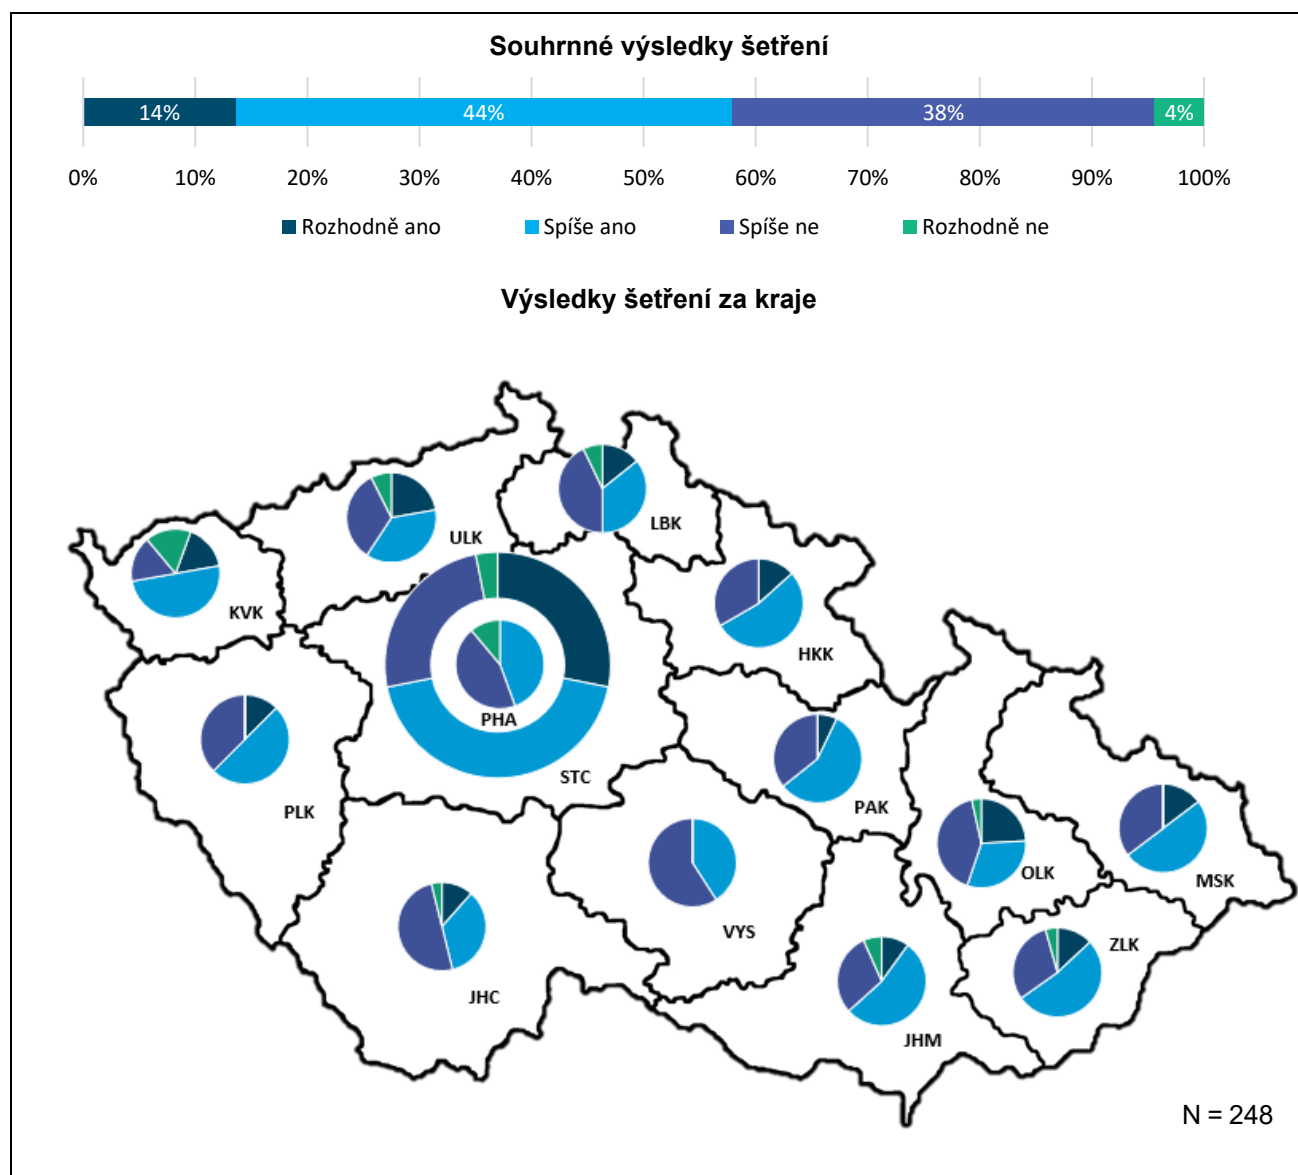 Souhrnné výsledky šetření
14% 44% 38% 4%
0% 10% 20% 30% 40% 50% 60% 70% 80% 90% 100%
Rozhodně ano Spíše ano Spíše ne Rozhodně ne
Výsledky šetření za kraje
LBK
ULK
KVK
HKK
PHA
STC
PAK
PLK
OLK
MSK
VYS
ZLK
JHC
JHM
N = 248